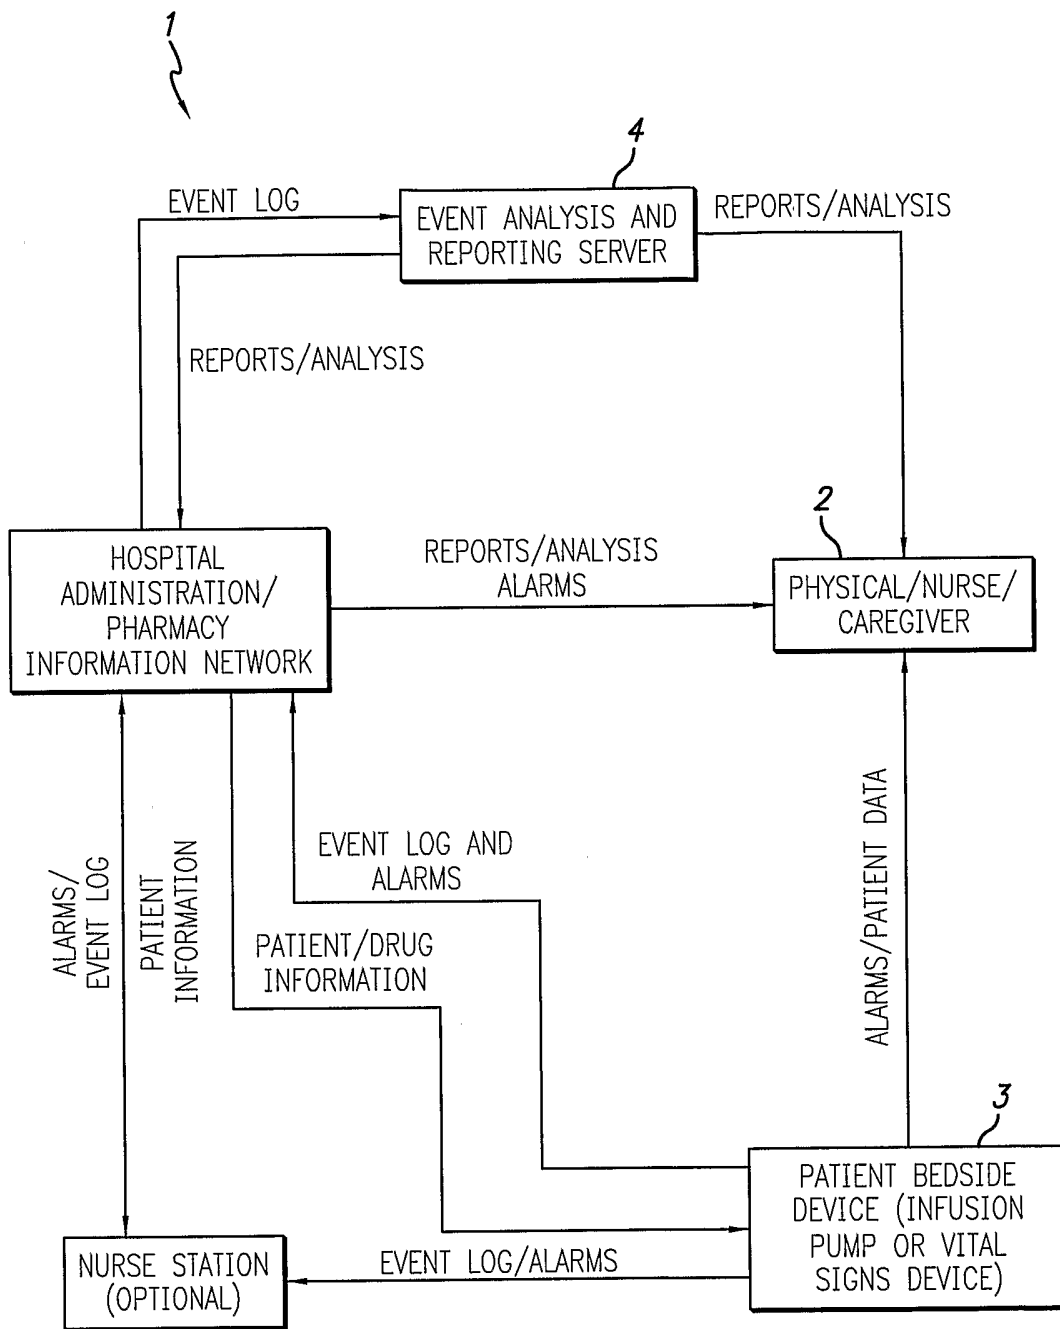 1
4
EVENT LOG
EVENT ANALYSIS AND
REPORTING SERVER
REPORTS/ANALYSIS
REPORTS/ANALYSIS
2
HOSPITAL
ADMINISTRATION/
PHARMACY
INFORMATION NETWORK
REPORTS/ANALYSIS
ALARMS
PHYSICAL/NURSE/
CAREGIVER
ALARMS/
EVENT LOG
PATIENT
INFORMATION
EVENT LOG AND
ALARMS
PATIENT/DRUG
INFORMATION
ALARMS/PATIENT DATA
3
PATIENT BEDSIDE
DEVICE (INFUSION
PUMP OR VITAL
SIGNS DEVICE)
NURSE STATION
(OPTIONAL)
EVENT LOG/ALARMS